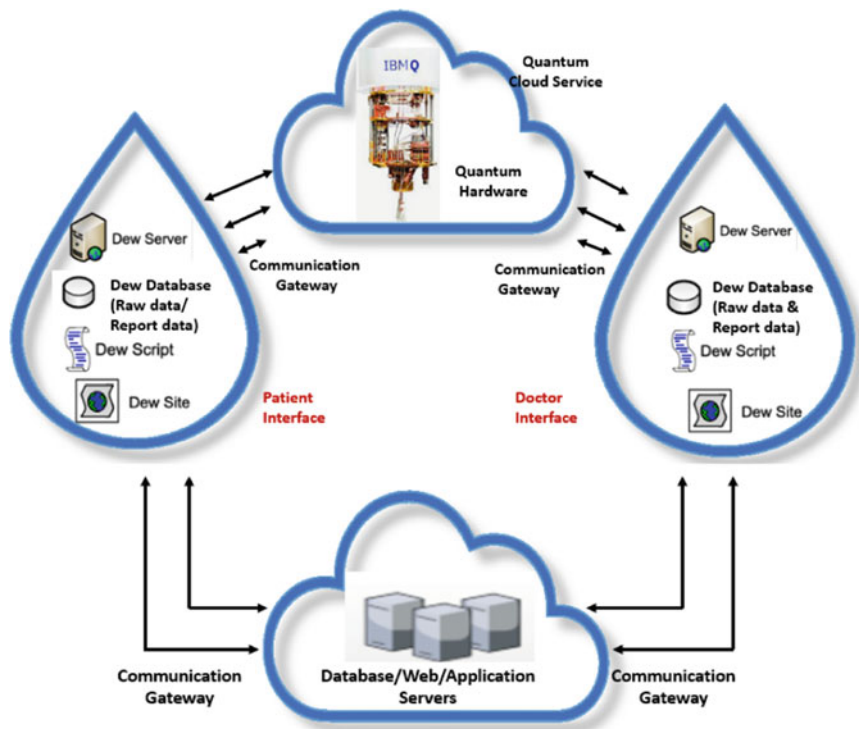 IBM Q
Quantum
Cloud Service
Quantum
Hardware
Communication
Gateway
Communication
Gateway
Dew Server
Dew Database
(Raw data/
Report data)
Dew Script
Dew Site
Patient
Interface
Doctor
Interface
Dew Server
Dew Database
(Raw data &
Report data)
Dew Script
Dew Site
Database/Web/Application
Servers
Communication
Gateway
Communication
Gateway